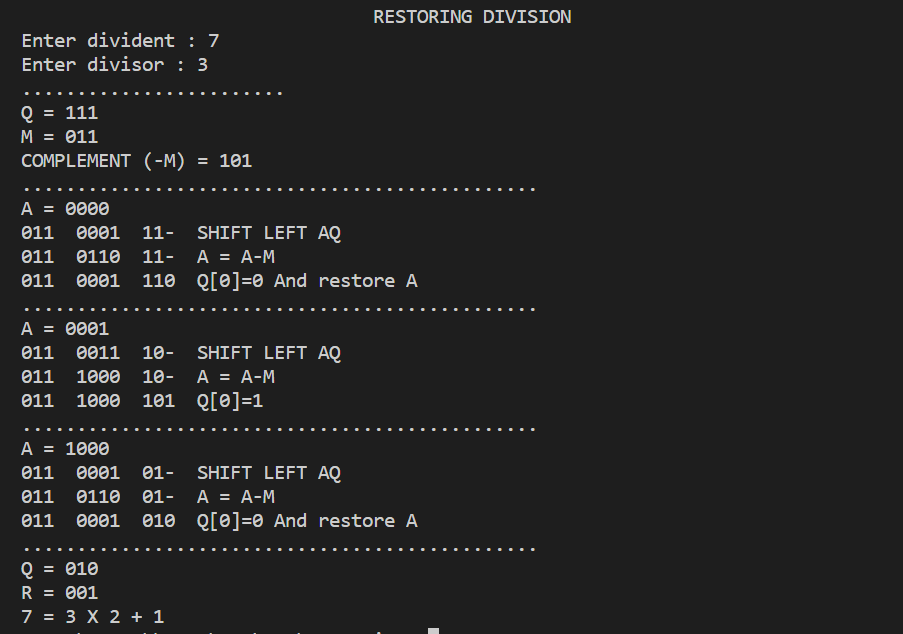 RESTORING DIVISION
Enter divident : 7
Enter divisor : 3
........................
Q = 111
M = 011
COMPLEMENT (-M) = 101
...............................................
A = 0000
011  0001  11-  SHIFT LEFT AQ
011  0110  11-  A = A-M
011  0001  110  Q[0]=0 And restore A
...............................................
A = 0001
011  0011  10-  SHIFT LEFT AQ
011  1000  10-  A = A-M
011  1000  101  Q[0]=1
...............................................
A = 1000
011  0001  01-  SHIFT LEFT AQ
011  0110  01-  A = A-M
011  0001  010  Q[0]=0 And restore A
...............................................
Q = 010
R = 001
7 = 3 X 2 + 1